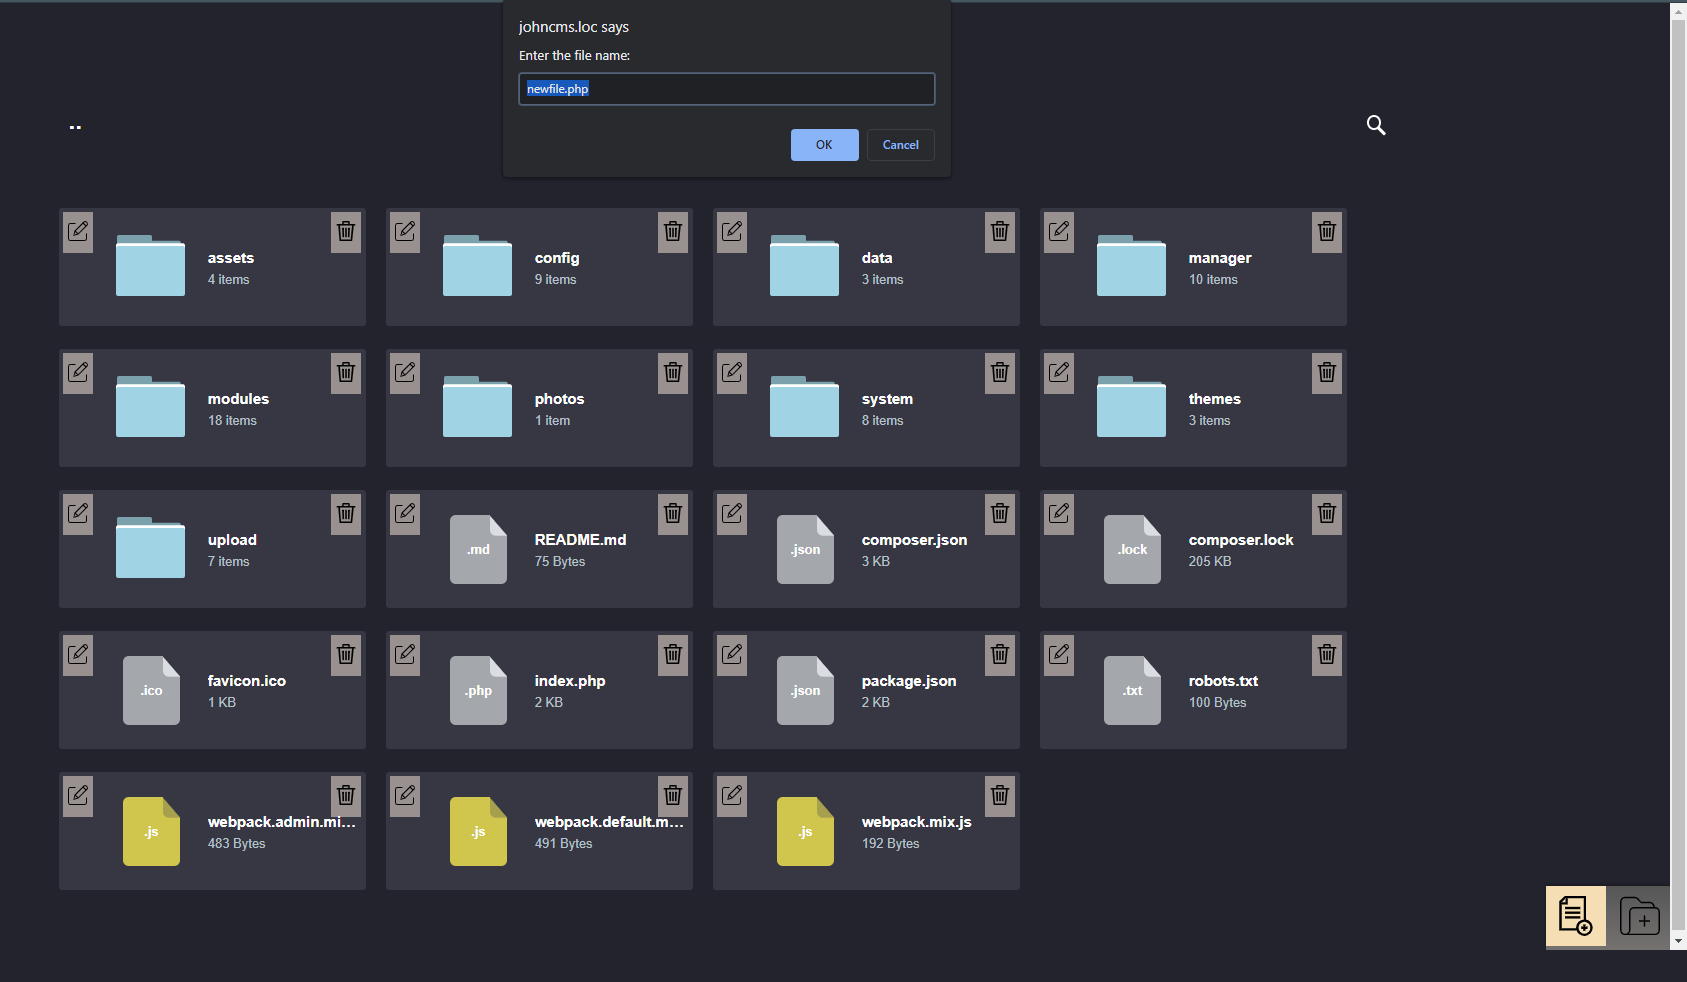 johncms.loc says
Enter the file name:
newfile.php
OK
Cancel
..
assets
4 items
config
9 items
data
3 items
manager
10 items
modules
18 items
photos
1 item
system
8 items
themes
3 items
upload
7 items
.md
README.md
75 Bytes
.json
composer.json
3 KB
.lock
composer.lock
205 KB
.ico
favicon.ico
1 KB
.php
index.php
2 KB
.json
package.json
2 KB
.txt
robots.txt
100 Bytes
.js
webpack.admin.mi...
483 Bytes
.js
webpack.default.m...
491 Bytes
.js
webpack.mix.js
192 Bytes